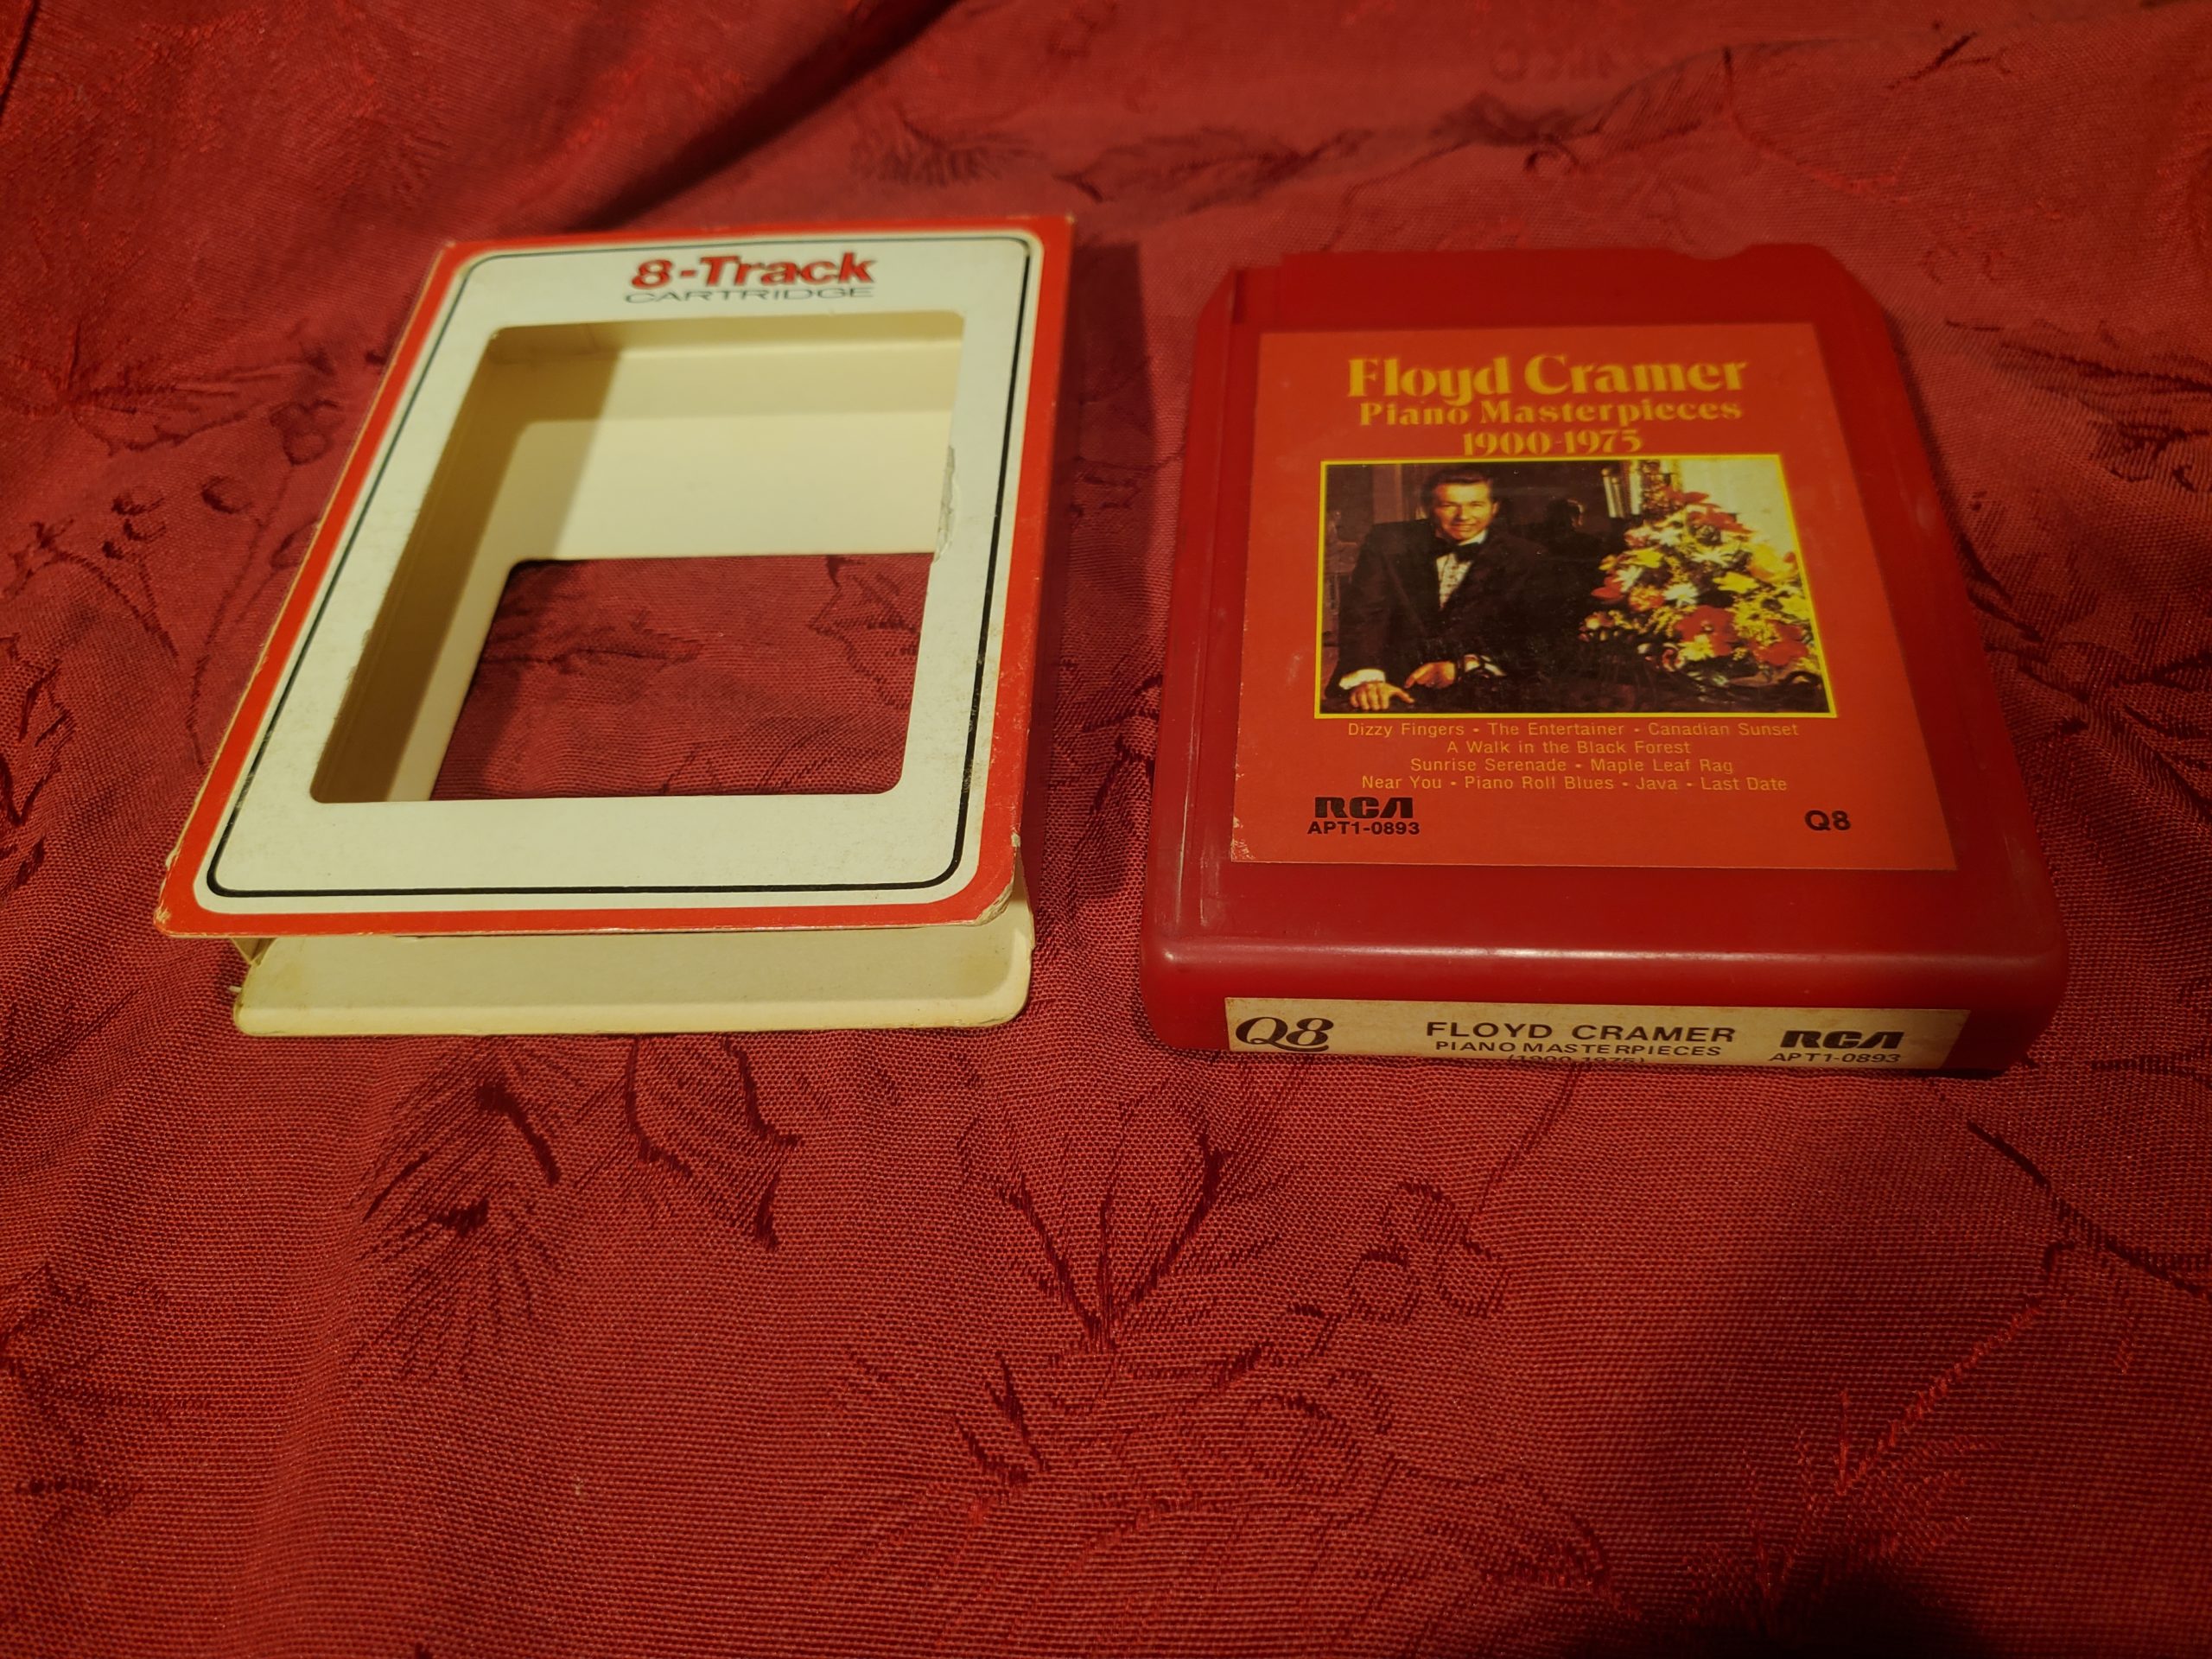 8-Track
CARTRIDGE
Floyd Cramer
Piano Masterpieces
1900-1975
Dizzy Fingers • The Entertainer • Canadian Sunset
A Walk in the Black Forest
Sunrise Serenade • Maple Leaf Rag
Near You • Piano Roll Blues • Java • Last Date
RCA
APT1-0893
Q8
Q8
FLOYD CRAMER
PIANO MASTERPIECES
(1900-1975)
RCA
APT1-0893